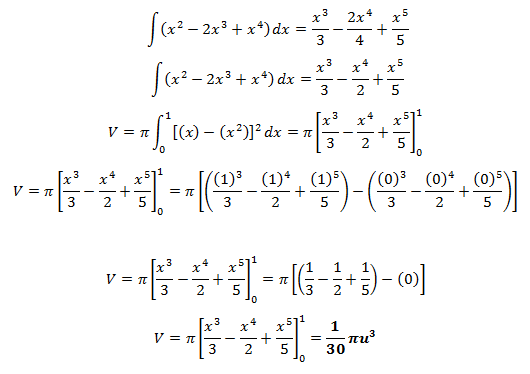 ∫(x² − 2x³ + x⁴) dx = x³/3 − 2x⁴/4 + x⁵/5
∫(x² − 2x³ + x⁴) dx = x³/3 − x⁴/2 + x⁵/5
V = π ∫₀¹ [(x) − (x²)]² dx = π [x³/3 − x⁴/2 + x⁵/5]₀¹
V = π [x³/3 − x⁴/2 + x⁵/5]₀¹ = π [((1)³/3 − (1)⁴/2 + (1)⁵/5) − ((0)³/3 − (0)⁴/2 + (0)⁵/5)]
V = π [x³/3 − x⁴/2 + x⁵/5]₀¹ = π [(1/3 − 1/2 + 1/5) − (0)]
V = π [x³/3 − x⁴/2 + x⁵/5]₀¹ = 1/30 πu³